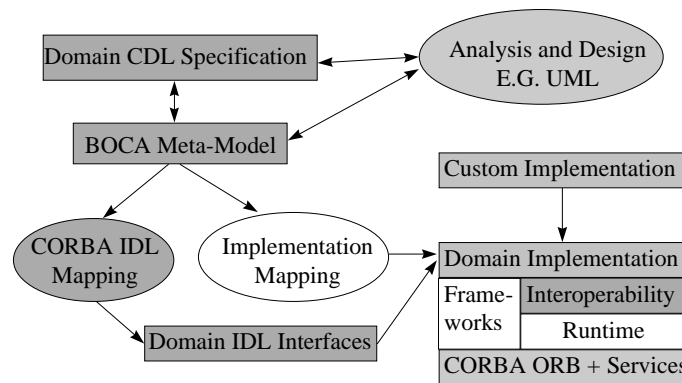 Domain CDL Specification
Analysis and Design
E.G. UML
BOCA Meta-Model
Custom Implementation
CORBA IDL
Mapping
Implementation
Mapping
Domain Implementation
Frame-
works
Interoperability
Runtime
Domain IDL Interfaces
CORBA ORB + Services